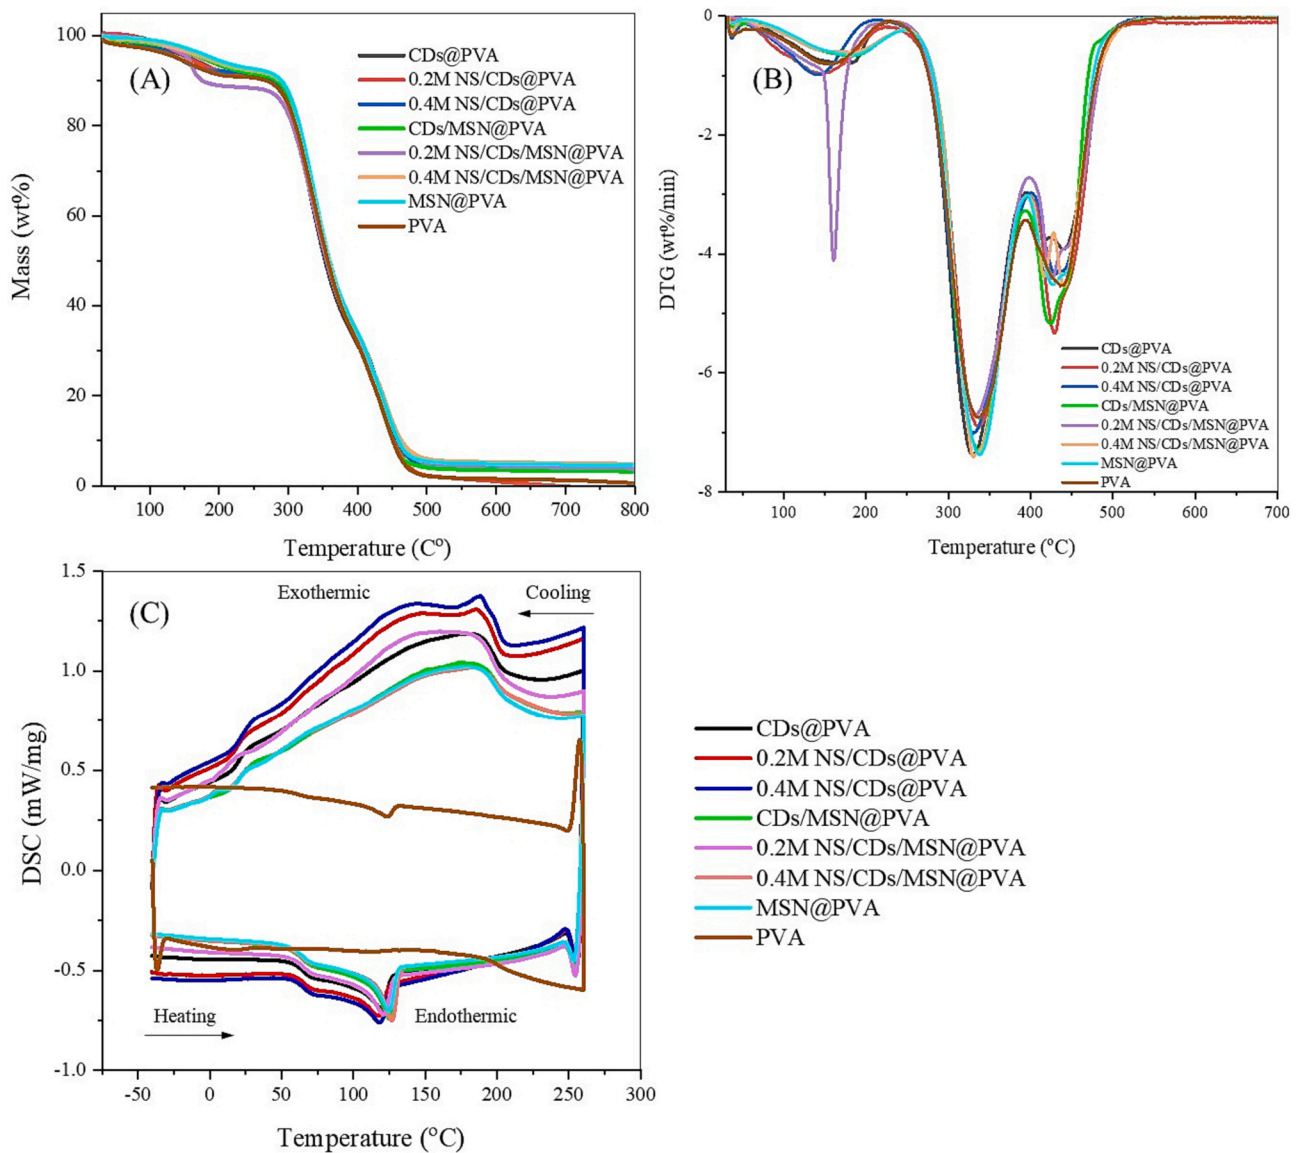 (A)
100
80
60
40
20
0
Mass (wt%)
100 200 300 400 500 600 700 800
Temperature (C°)
CDs@PVA
0.2M NS/CDs@PVA
0.4M NS/CDs@PVA
CDs/MSN@PVA
0.2M NS/CDs/MSN@PVA
0.4M NS/CDs/MSN@PVA
MSN@PVA
PVA
(B)
0
-2
-4
-6
-8
DTG (wt%/min)
100 200 300 400 500 600 700
Temperature (°C)
CDs@PVA
0.2M NS/CDs@PVA
0.4M NS/CDs@PVA
CDs/MSN@PVA
0.2M NS/CDs/MSN@PVA
0.4M NS/CDs/MSN@PVA
MSN@PVA
PVA
(C)
Exothermic
Cooling
1.5
1.0
0.5
0.0
-0.5
-1.0
DSC (mW/mg)
Heating
Endothermic
-50 0 50 100 150 200 250 300
Temperature (°C)
CDs@PVA
0.2M NS/CDs@PVA
0.4M NS/CDs@PVA
CDs/MSN@PVA
0.2M NS/CDs/MSN@PVA
0.4M NS/CDs/MSN@PVA
MSN@PVA
PVA